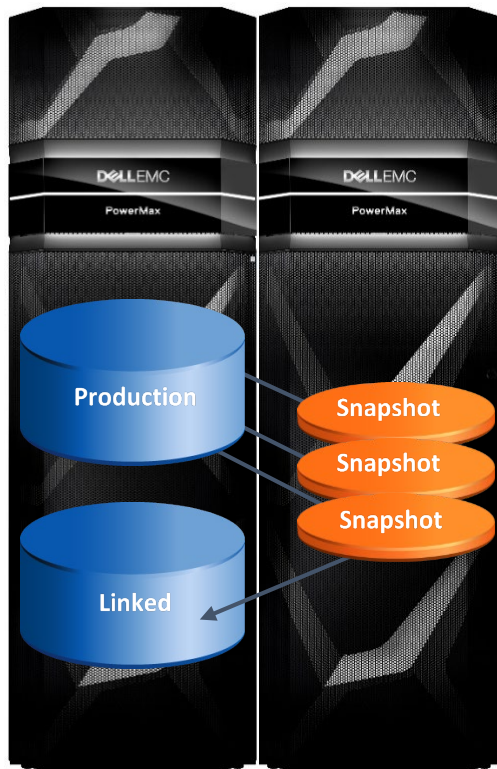 DELLEMC
PowerMax
DELLEMC
PowerMax
Production
Snapshot
Snapshot
Snapshot
Linked